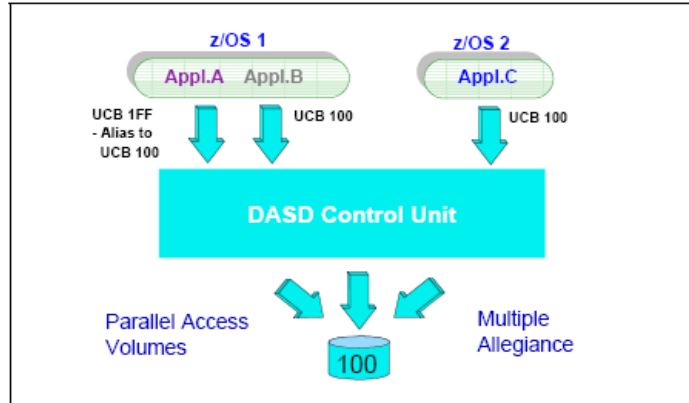 z/OS 1
z/OS 2
Appl.A Appl.B
Appl.C
UCB 1FF
- Alias to
UCB 100
UCB 100
UCB 100
DASD Control Unit
Parallel Access
Volumes
Multiple
Allegiance
100